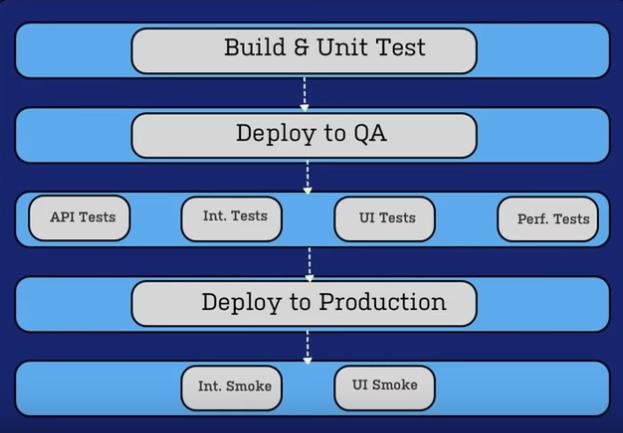 Build & Unit Test
Deploy to QA
API Tests
Int. Tests
UI Tests
Perf. Tests
Deploy to Production
Int. Smoke
UI Smoke